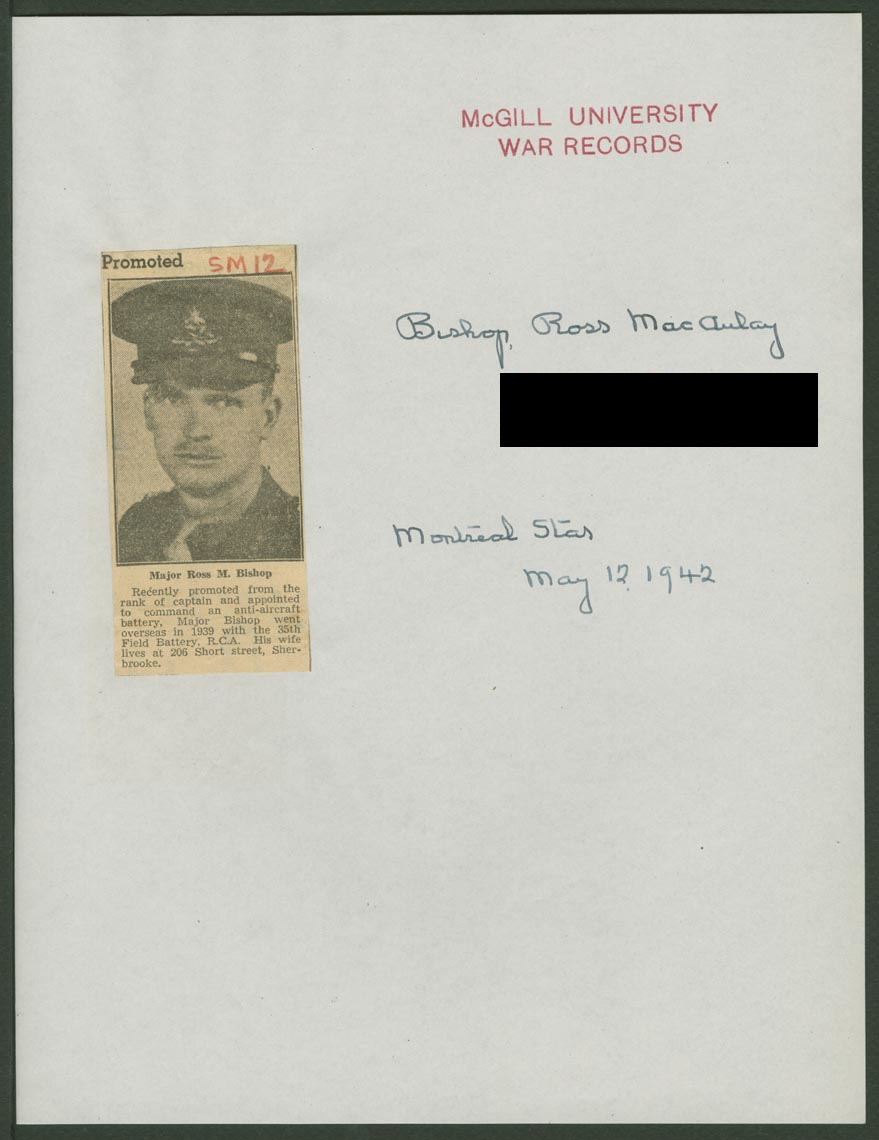 McGILL UNIVERSITY
WAR RECORDS
Promoted SM12
Bishop, Ross MacAulay
Montreal Star
May 12, 1942
Major Ross M. Bishop
Recently promoted from the
rank of captain and appointed
to command an anti-aircraft
battery, Major Bishop went
overseas in 1939 with the 35th
Field Battery, R.C.A. His wife
lives at 206 Short street, Sher-
brooke.